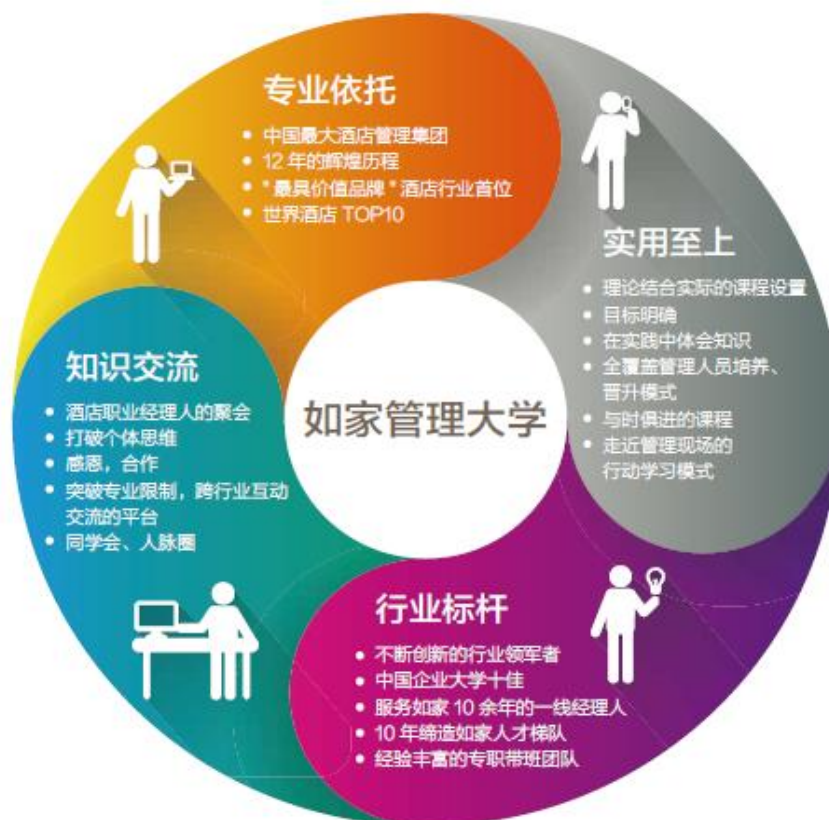 专业依托
• 中国最大酒店管理集团
• 12 年的辉煌历程
• "最具价值品牌"酒店行业首位
• 世界酒店 TOP10
实用至上
• 理论结合实际的课程设置
• 目标明确
• 在实践中体会知识
• 全覆盖管理人员培养、
晋升模式
• 与时俱进的课程
• 走近管理现场的
行动学习模式
知识交流
• 酒店职业经理人的聚会
• 打破个体思维
• 感恩，合作
• 突破专业限制，跨行业互动
交流的平台
• 同学会、人脉圈
如家管理大学
行业标杆
• 不断创新的行业领军者
• 中国企业大学十佳
• 服务如家 10 余年的一线经理人
• 10 年缔造如家人才梯队
• 经验丰富的专职带班团队